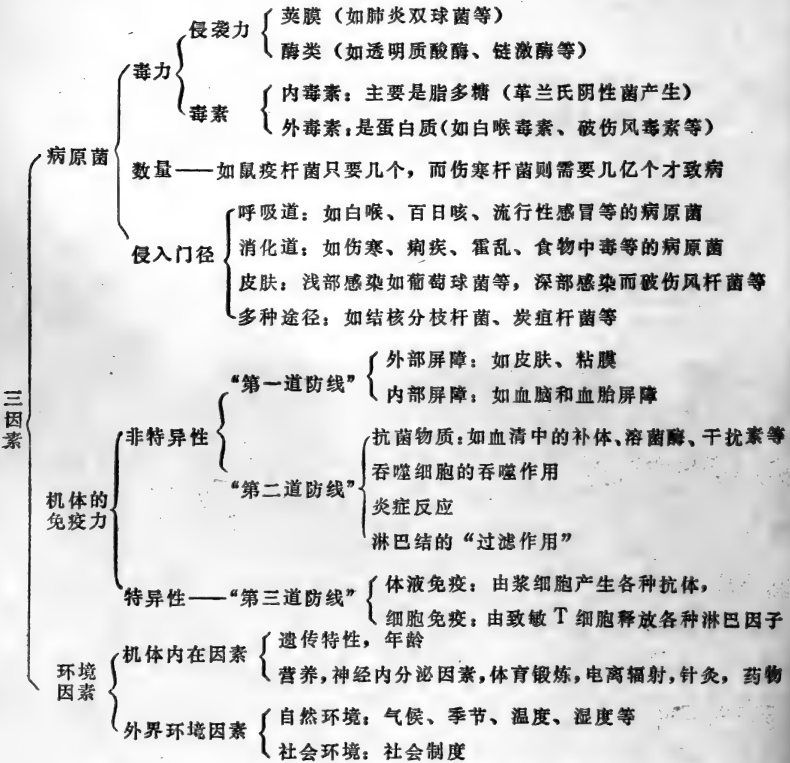 侵袭力
荚膜（如肺炎双球菌等）
酶类（如透明质酸酶、链激酶等）
毒力
毒素
内毒素：主要是脂多糖（革兰氏阴性菌产生）
外毒素：是蛋白质（如白喉毒素、破伤风毒素等）
病原菌
数量——如鼠疫杆菌只要几个，而伤寒杆菌则需要几亿个才致病
侵入门径
呼吸道：如白喉、百日咳、流行性感冒等的病原菌
消化道：如伤寒、痢疾、霍乱、食物中毒等的病原菌
皮肤：浅部感染如葡萄球菌等，深部感染而破伤风杆菌等
多种途径：如结核分枝杆菌、炭疽杆菌等
三因素
机体的
免疫力
非特异性
“第一道防线”
外部屏障：如皮肤、粘膜
内部屏障：如血脑和血胎屏障
“第二道防线”
抗菌物质：如血清中的补体、溶菌酶、干扰素等
吞噬细胞的吞噬作用
炎症反应
淋巴结的“过滤作用”
特异性——“第三道防线”
体液免疫：由浆细胞产生各种抗体，
细胞免疫：由致敏T细胞释放各种淋巴因子
环境
因素
机体内在因素
遗传特性，年龄
营养，神经内分泌因素，体育锻炼，电离辐射，针灸，药物
外界环境因素
自然环境：气候、季节、温度、湿度等
社会环境：社会制度